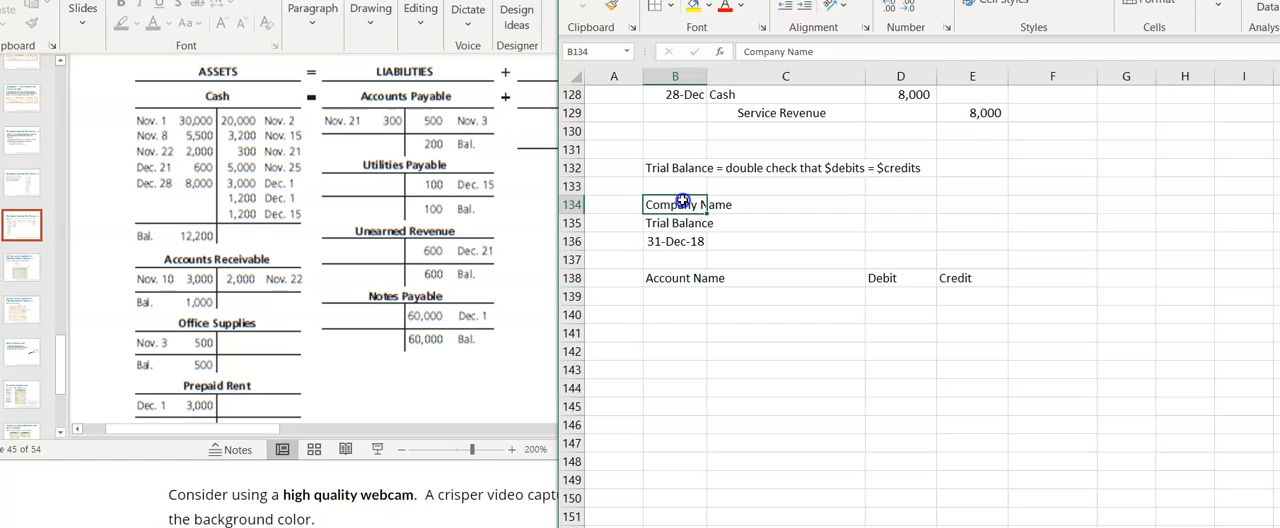 Slides
Paragraph
Drawing
Editing
Dictate
Design
Ideas
pboard
Font
Voice
Designer
Clipboard
Font
Alignment
Number
Cell Styles
Styles
Format
Cells
Data
Analys
B134
Company Name
A B C D E F G H I
ASSETS = LIABILITIES +
Cash = Accounts Payable +
Nov. 1 30,000 20,000 Nov. 2
Nov. 8 5,500 3,200 Nov. 15
Nov. 22 2,000 300 Nov. 21
Dec. 21 600 5,000 Nov. 25
Dec. 28 8,000 3,000 Dec. 1
1,200 Dec. 1
1,200 Dec. 15
Bal. 12,200
Accounts Receivable
Nov. 10 3,000 2,000 Nov. 22
Bal. 1,000
Office Supplies
Nov. 3 500
Bal. 500
Prepaid Rent
Dec. 1 3,000
Nov. 21 300 500 Nov. 3
200 Bal.
Utilities Payable
100 Dec. 15
100 Bal.
Unearned Revenue
600 Dec. 21
600 Bal.
Notes Payable
60,000 Dec. 1
60,000 Bal.
128 28-Dec Cash 8,000
129 Service Revenue 8,000
130
131
132 Trial Balance = double check that $debits = $credits
133
134 Company Name
135 Trial Balance
136 31-Dec-18
137
138 Account Name Debit Credit
139
140
141
142
143
144
145
146
147
148
149
150
151
e 45 of 54
Notes
200%
Consider using a high quality webcam. A crisper video capt
the background color.